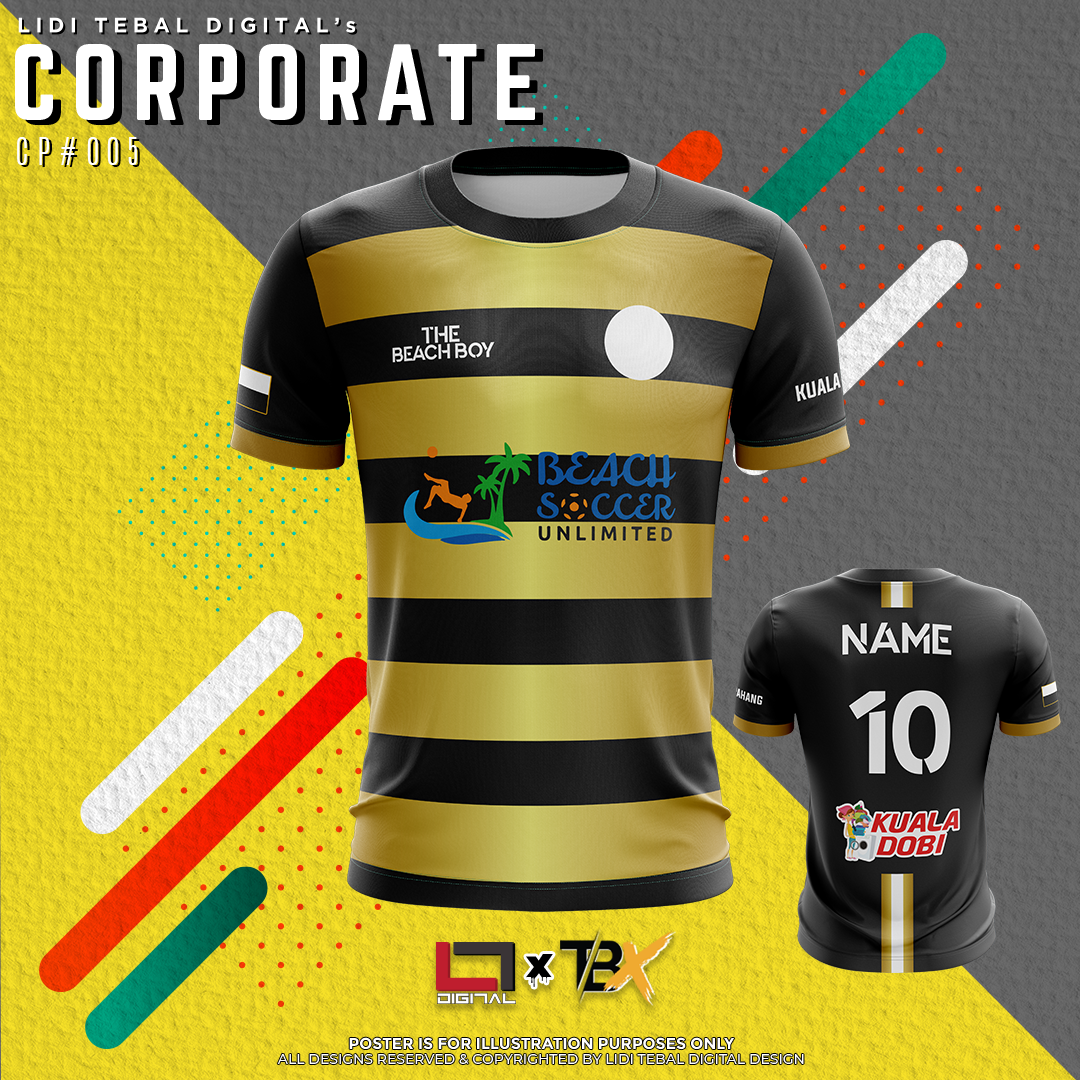 LIDI TEBAL DIGITAL's
CORPORATE
CP#005
THE
BEACH BOY
KUALA
BEACH
SOCCER
UNLIMITED
NAME
AHANG
10
KUALA
DOBI
DIGITAL
X
TBX
POSTER IS FOR ILLUSTRATION PURPOSES ONLY
ALL DESIGNS RESERVED & COPYRIGHTED BY LIDI TEBAL DIGITAL DESIGN